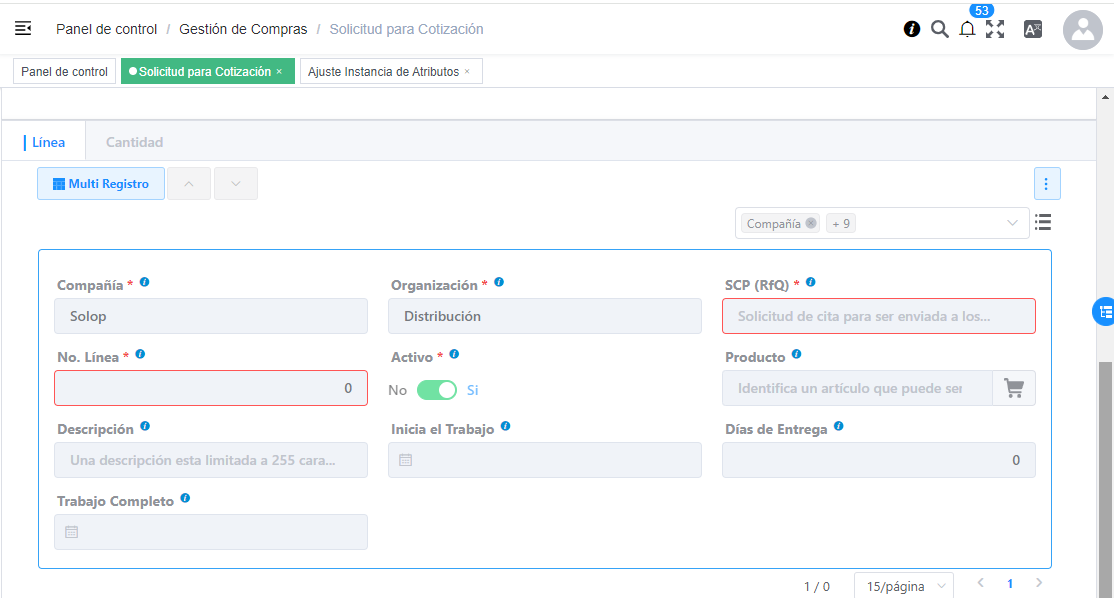 Panel de control / Gestión de Compras / Solicitud para Cotización
53
Panel de control
Solicitud para Cotización ×
Ajuste Instancia de Atributos ×
Línea
Cantidad
Multi Registro
Compañía
+ 9
Compañía *
Organización *
SCP (RfQ) *
Solop
Distribución
Solicitud de cita para ser enviada a los...
No. Línea *
Activo *
Producto
0
No
Si
Identifica un artículo que puede ser
Descripción
Inicia el Trabajo
Días de Entrega
Una descripción esta limitada a 255 cara...
0
Trabajo Completo
1 / 0
15/página
1